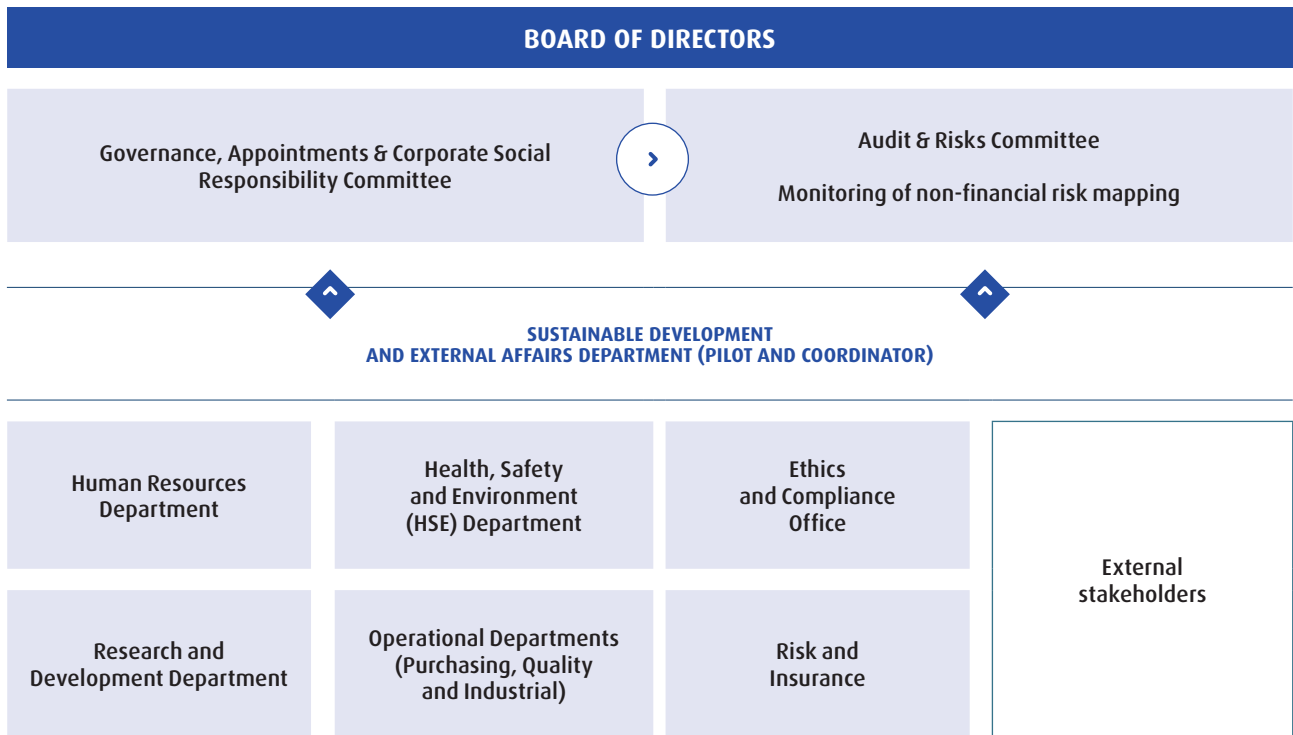 BOARD OF DIRECTORS
Governance, Appointments & Corporate Social
Responsibility Committee
Audit & Risks Committee
Monitoring of non-financial risk mapping
SUSTAINABLE DEVELOPMENT
AND EXTERNAL AFFAIRS DEPARTMENT (PILOT AND COORDINATOR)
Human Resources
Department
Health, Safety
and Environment
(HSE) Department
Ethics
and Compliance
Office
External
stakeholders
Research and
Development Department
Operational Departments
(Purchasing, Quality
and Industrial)
Risk and
Insurance